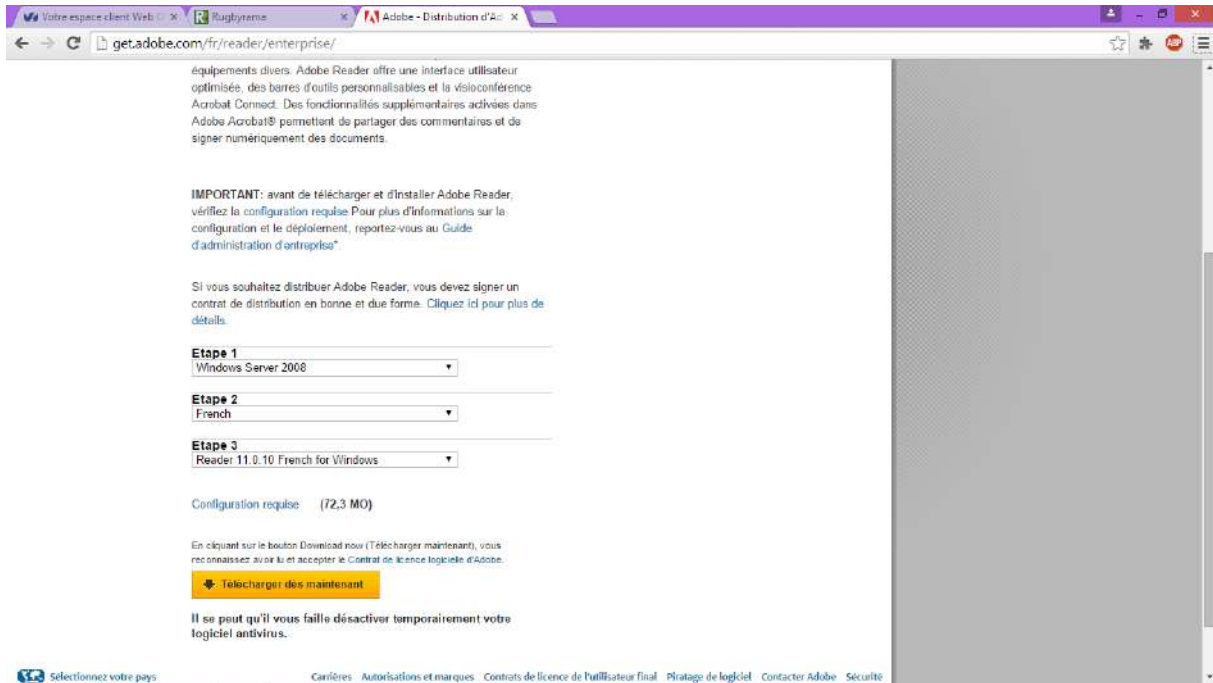 Votre espace client Web
Rugbyrama
Adobe - Distribution d'Ad
get.adobe.com/fr/reader/enterprise/
ABP
équipements divers. Adobe Reader offre une interface utilisateur
optimisée, des barres d'outils personnalisables et la visioconférence
Acrobat Connect. Des fonctionnalités supplémentaires activées dans
Adobe Acrobat® permettent de partager des commentaires et de
signer numériquement des documents.
IMPORTANT: avant de télécharger et d'installer Adobe Reader,
vérifiez la configuration requise Pour plus d'informations sur la
configuration et le déploiement, reportez-vous au Guide
d'administration d'entreprise*.
Si vous souhaitez distribuer Adobe Reader, vous devez signer un
contrat de distribution en bonne et due forme. Cliquez ici pour plus de
détails.
Etape 1
Windows Server 2008
Etape 2
French
Etape 3
Reader 11.0.10 French for Windows
Configuration requise (72,3 MO)
En cliquant sur le bouton Download now (Télécharger maintenant), vous
reconnaissez avoir lu et accepter le Contrat de licence logicielle d'Adobe.
Télécharger dès maintenant
Il se peut qu'il vous faille désactiver temporairement votre
logiciel antivirus.
Sélectionnez votre pays Carrières Autorisations et marques Contrats de licence de l'utilisateur final Piratage de logiciel Contacter Adobe Sécurité